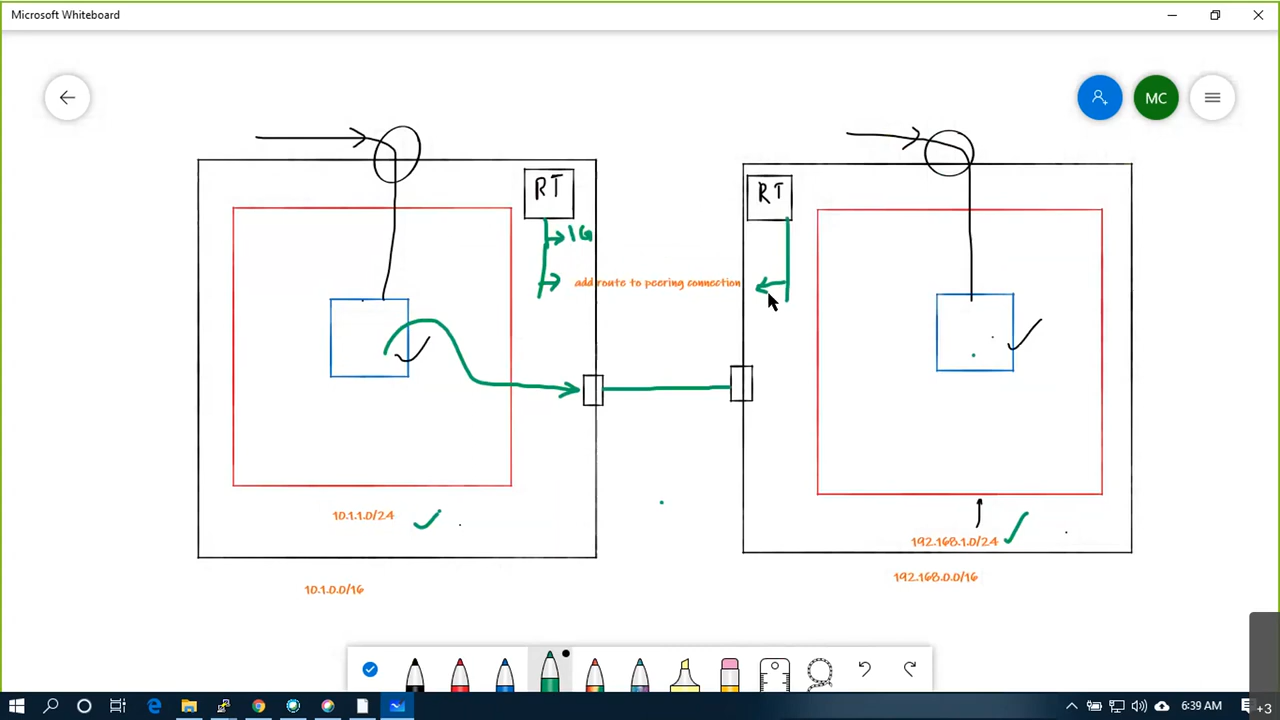 Microsoft Whiteboard
MC
RT
RT
IG
add route to peering connection
10.1.1.0/24
192.168.1.0/24
10.1.0.0/16
192.168.0.0/16
6:39 AM
+3